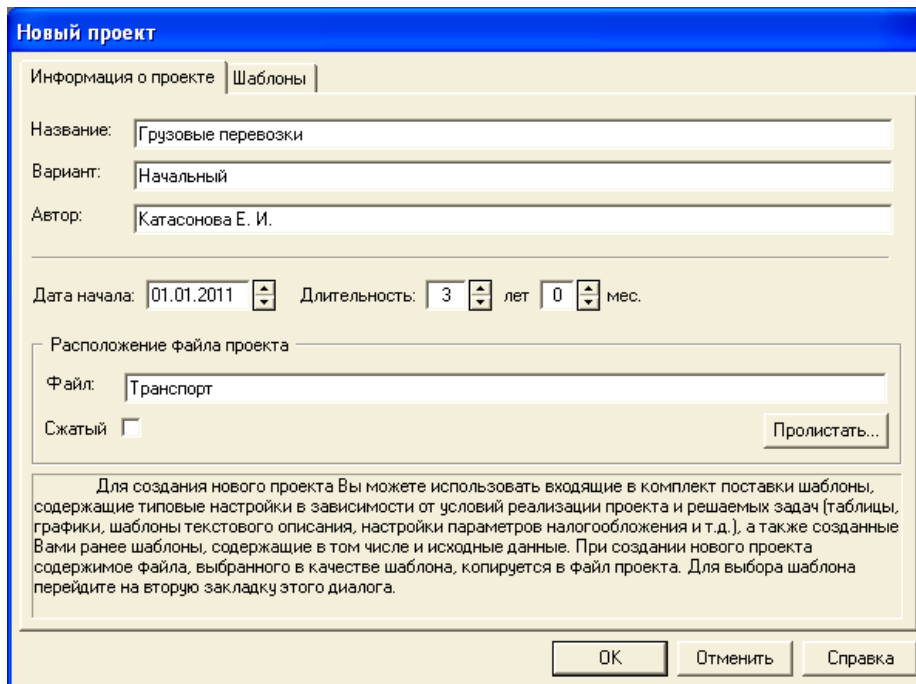 Новый проект
Информация о проекте Шаблоны
Название: Грузовые перевозки
Вариант: Начальный
Автор: Катасонова Е. И.
Дата начала: 01.01.2011 Длительность: 3 лет 0 мес.
Расположение файла проекта
Файл: Транспорт
Сжатый Пролистать...
Для создания нового проекта Вы можете использовать входящие в комплект поставки шаблоны,
содержащие типовые настройки в зависимости от условий реализации проекта и решаемых задач (таблицы,
графики, шаблоны текстового описания, настройки параметров налогообложения и т.д.), а также созданные
Вами ранее шаблоны, содержащие в том числе и исходные данные. При создании нового проекта
содержимое файла, выбранного в качестве шаблона, копируется в файл проекта. Для выбора шаблона
перейдите на вторую закладку этого диалога.
OK Отменить Справка